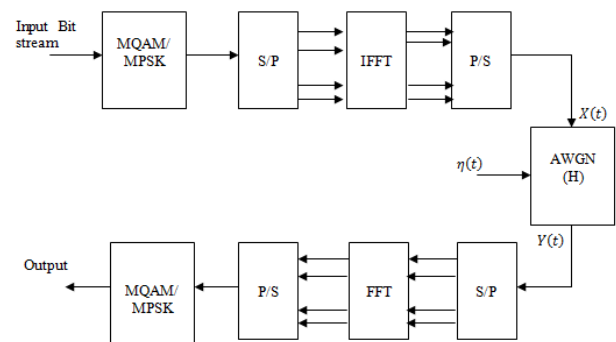 Input Bit
stream
MQAM/
MPSK
S/P
IFFT
P/S
X(t)
η(t)
AWGN
(H)
Y(t)
Output
MQAM/
MPSK
P/S
FFT
S/P